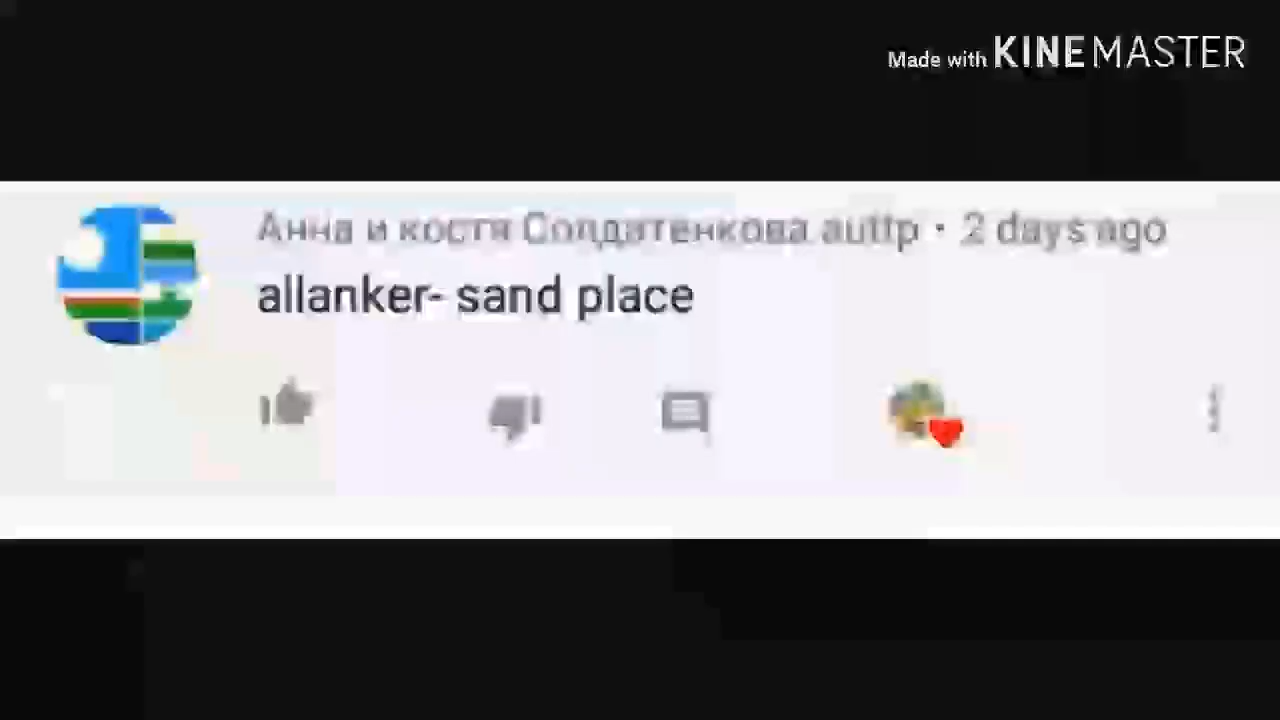 Made with KINEMASTER
Анна и костя Солдатенкова auttp · 2 days ago
allanker- sand place